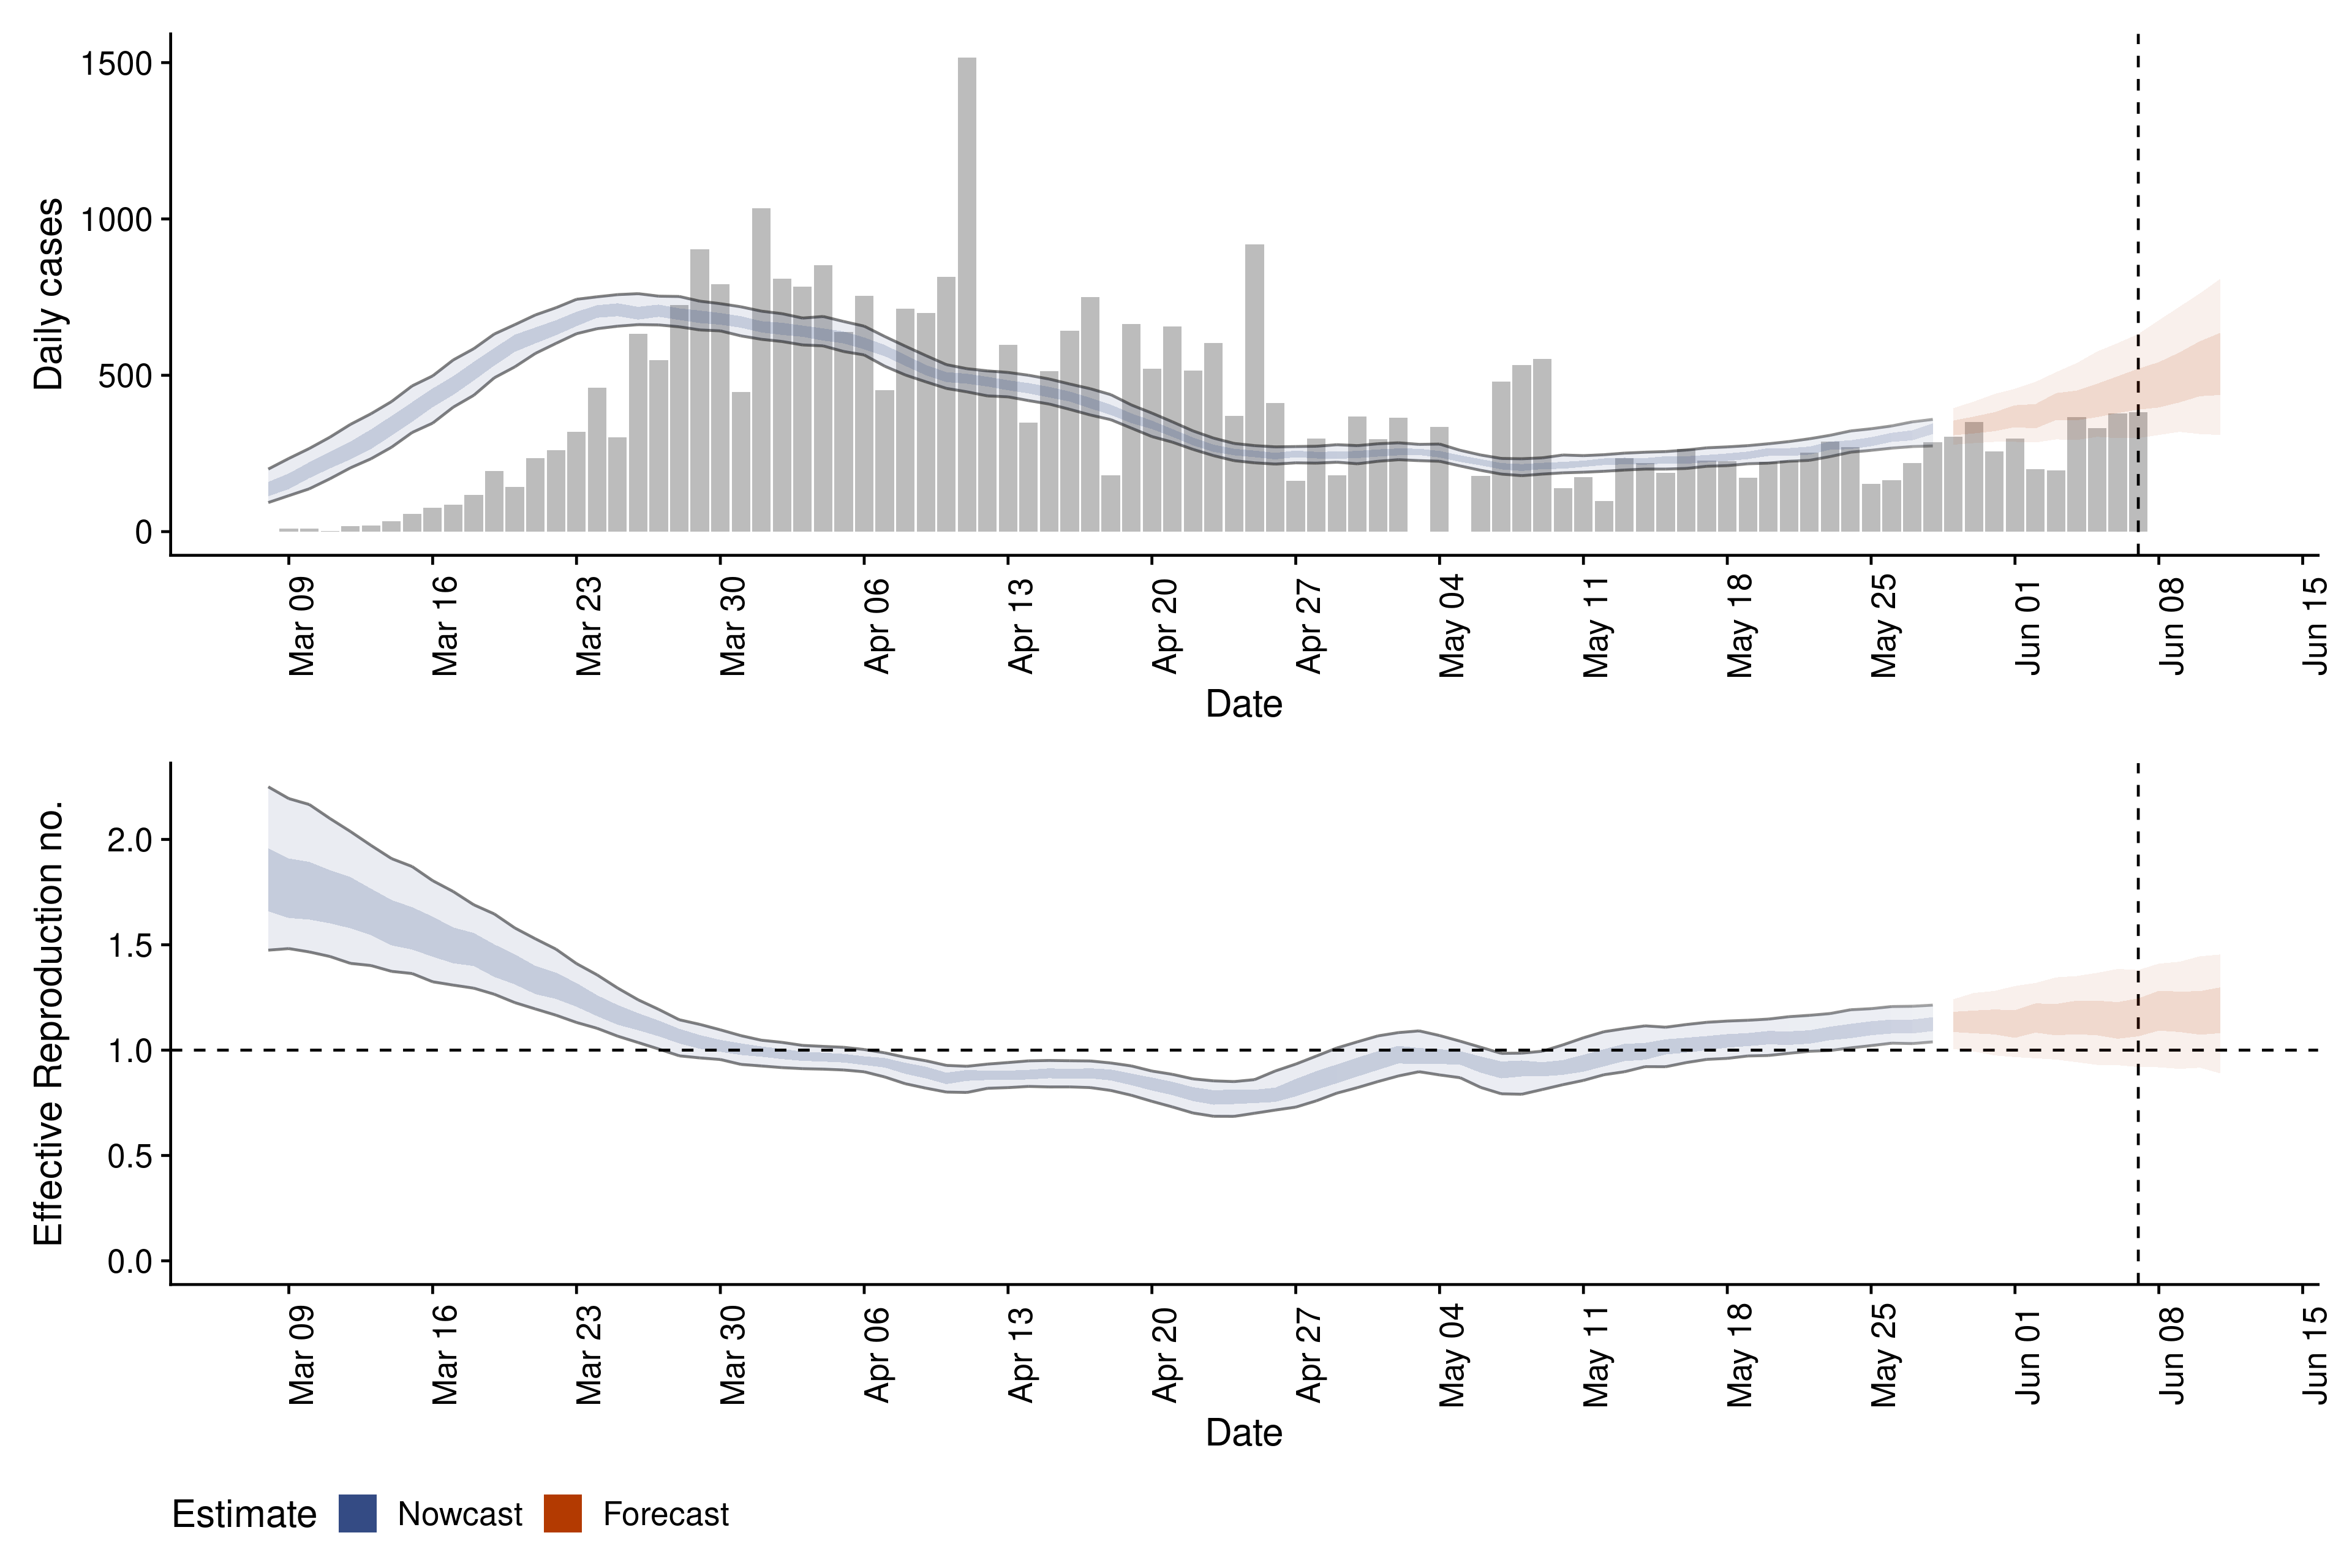 Daily cases
1500
1000
500
0
Mar 09
Mar 16
Mar 23
Mar 30
Apr 06
Apr 13
Apr 20
Apr 27
May 04
May 11
May 18
May 25
Jun 01
Jun 08
Jun 15
Date
Effective Reproduction no.
2.0
1.5
1.0
0.5
0.0
Mar 09
Mar 16
Mar 23
Mar 30
Apr 06
Apr 13
Apr 20
Apr 27
May 04
May 11
May 18
May 25
Jun 01
Jun 08
Jun 15
Date
Estimate Nowcast Forecast